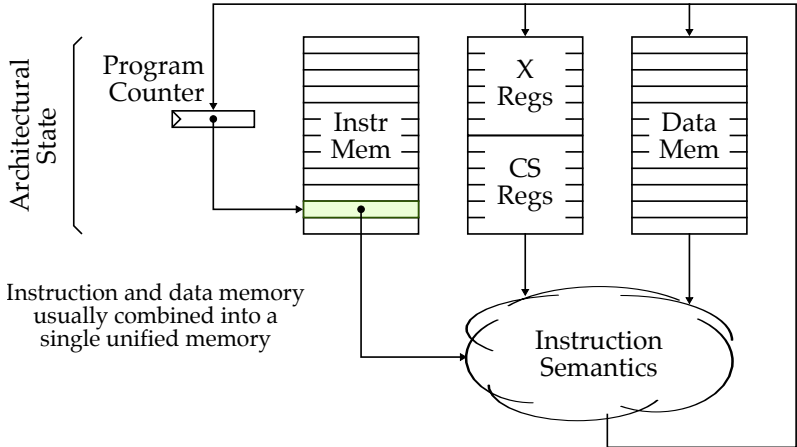 Architectural
State
Program
Counter
Instr
Mem
X
Regs
CS
Regs
Data
Mem
Instruction and data memory
usually combined into a
single unified memory
Instruction
Semantics